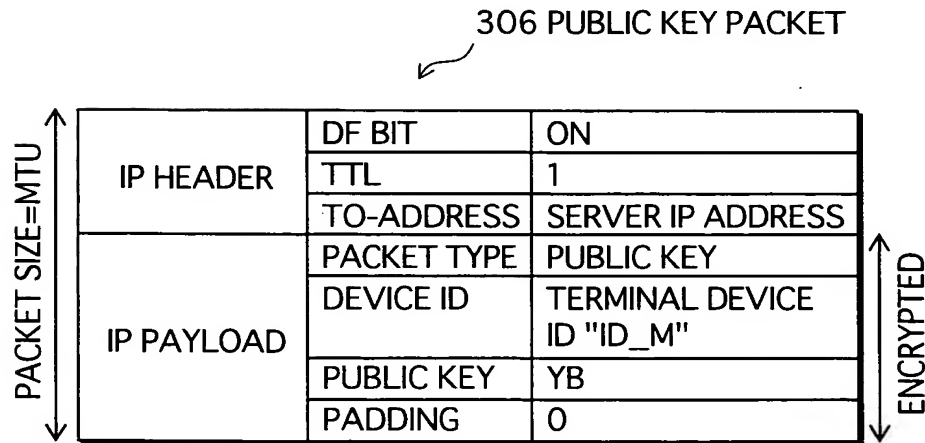 306 PUBLIC KEY PACKET
PACKET SIZE=MTU
IP HEADER
DF BIT ON
TTL 1
TO-ADDRESS SERVER IP ADDRESS
IP PAYLOAD
PACKET TYPE PUBLIC KEY
DEVICE ID TERMINAL DEVICE
ID "ID_M"
PUBLIC KEY YB
PADDING 0
ENCRYPTED